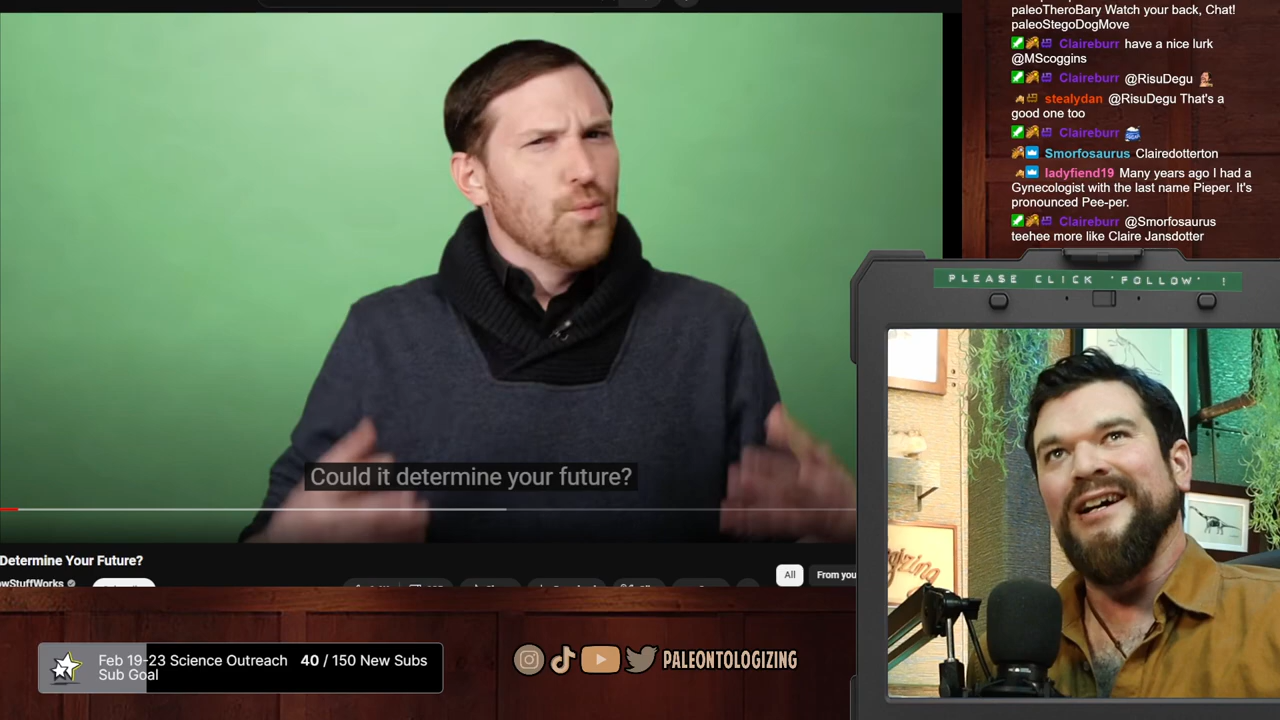 paleoTheroBary Watch your back, Chat!
paleoStegoDogMove
Claireburr have a nice lurk
@MScoggins
Claireburr @RisuDegu
stealydan @RisuDegu That's a
good one too
Claireburr
Smorfosaurus Clairedotterton
ladyfiend19 Many years ago I had a
Gynecologist with the last name Pieper. It's
pronounced Pee-per.
Claireburr @Smorfosaurus
teehee more like Claire Jansdotter
PLEASE CLICK 'FOLLOW' !
Could it determine your future?
Determine Your Future?
owStuffWorks
All
From you
Feb 19-23 Science Outreach 40 / 150 New Subs
Sub Goal
PALEONTOLOGIZING